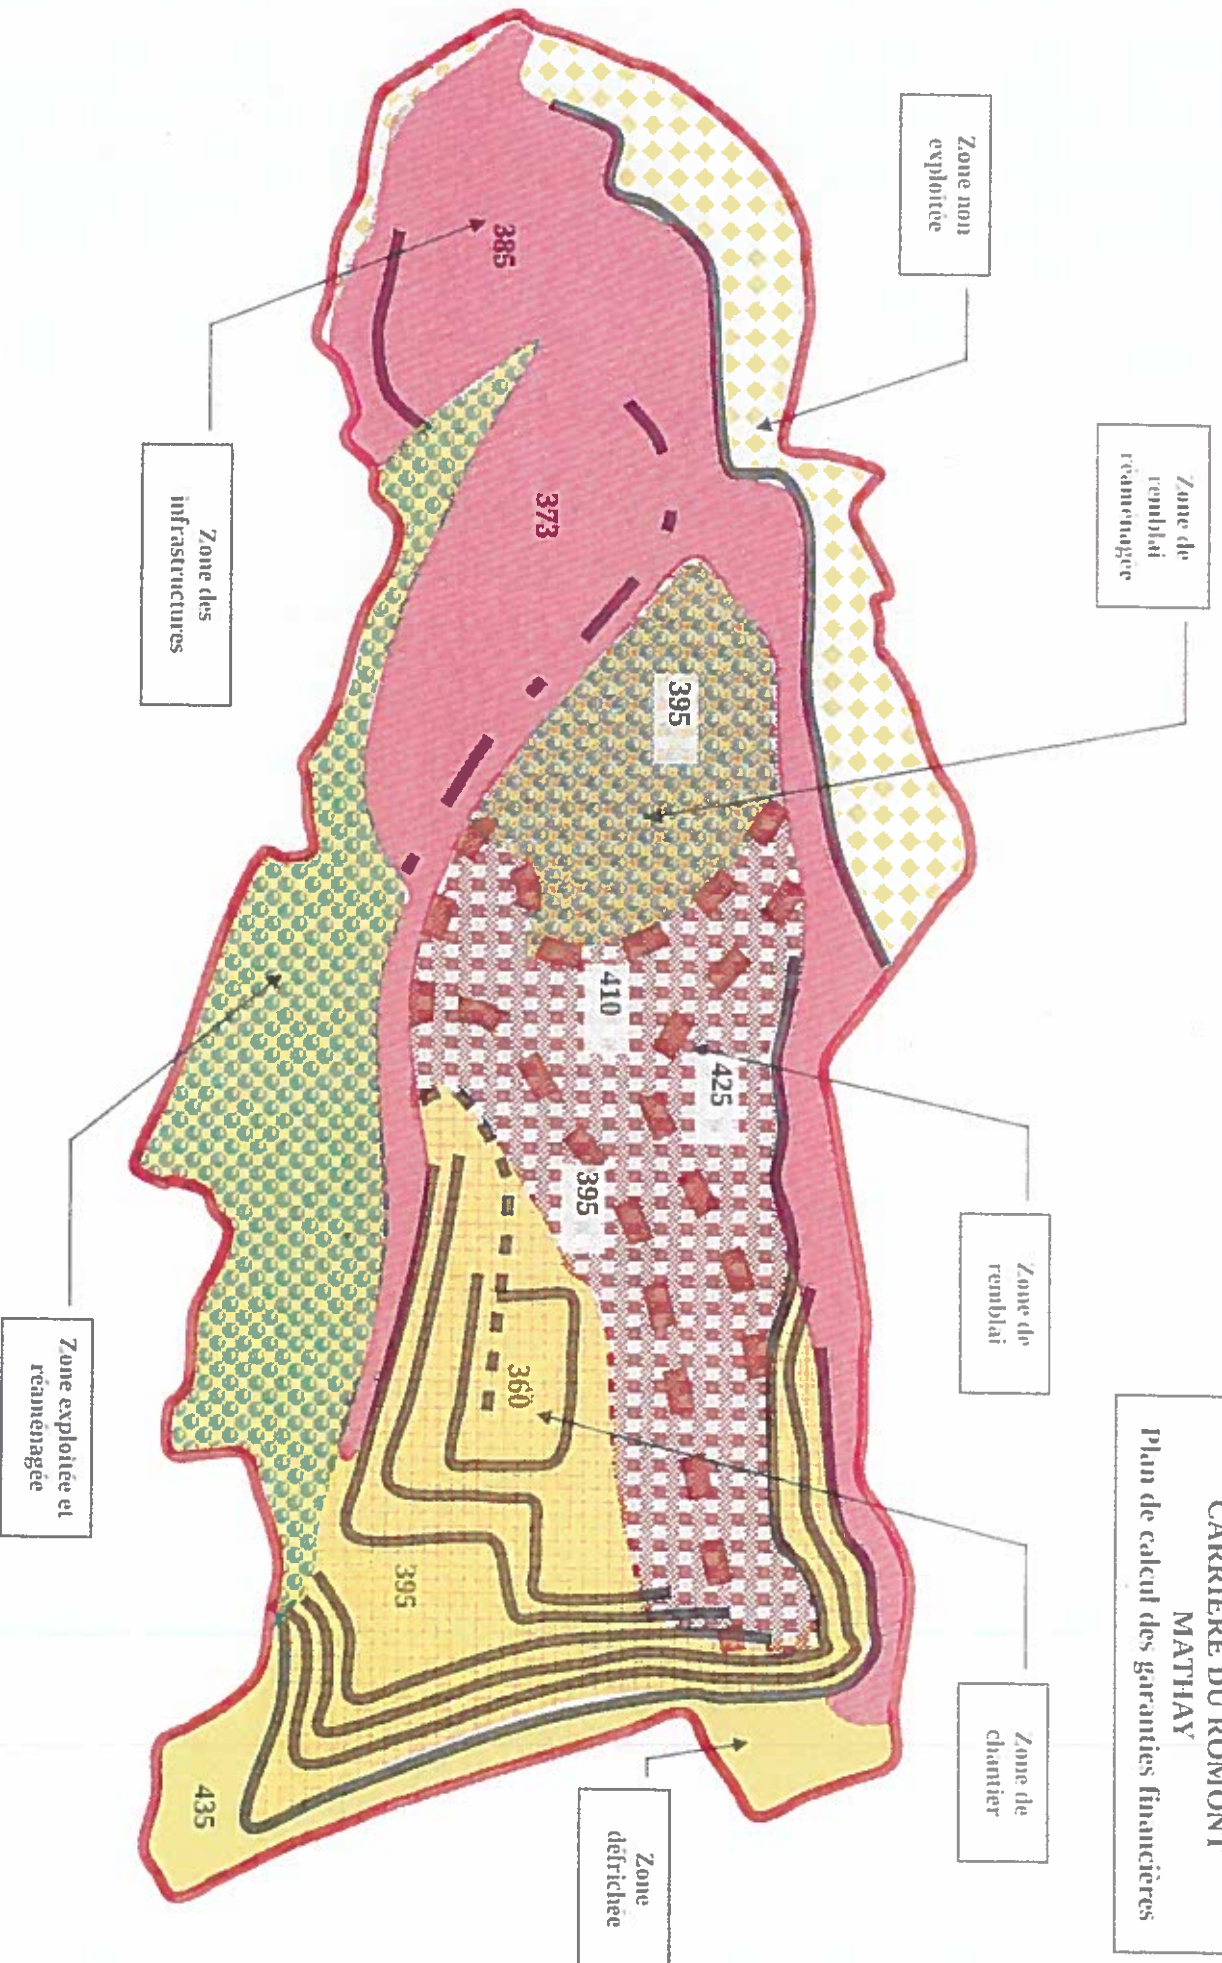 CARRIERE DU ROMONT
MATHAY
Plan de calcul des garanties financières
Zone non
exploitée
Zone de
remblai
réaménagée
Zone de
remblai
Zone de
chantier
Zone
défrichée
Zone des
infrastructures
Zone exploitée et
réaménagée
385
373
395
410
425
395
360
395
435